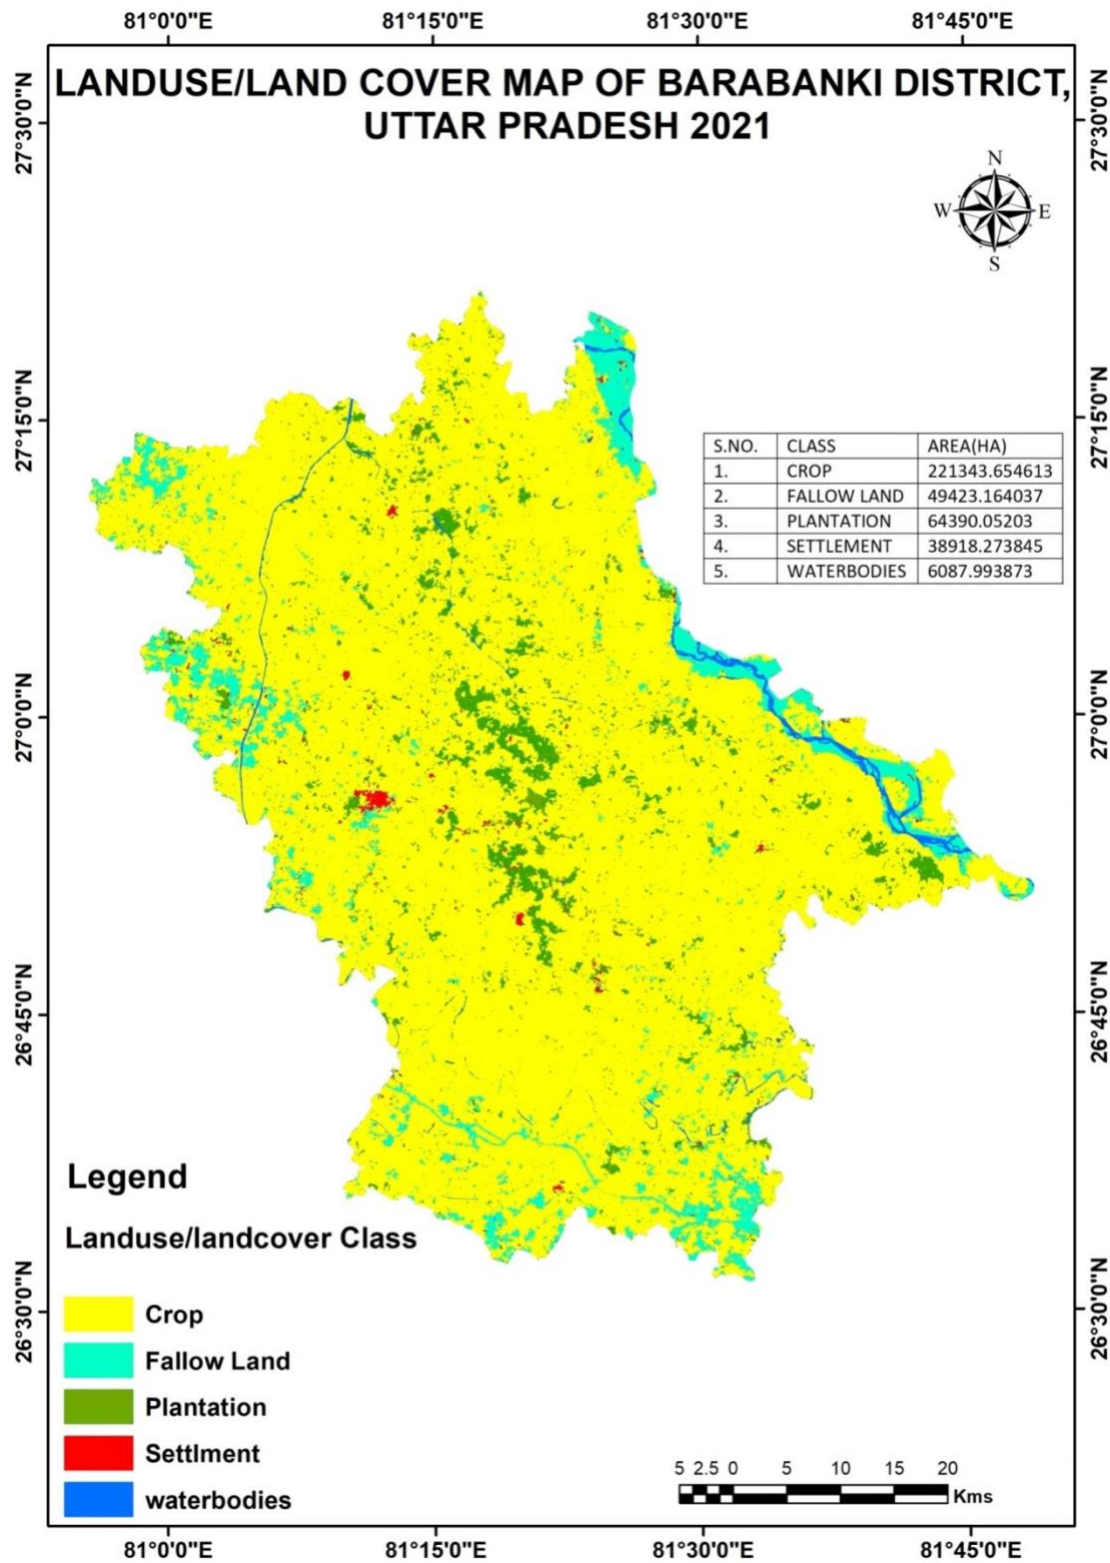 81°0'0"E 81°15'0"E 81°30'0"E 81°45'0"E
LANDUSE/LAND COVER MAP OF BARABANKI DISTRICT,
UTTAR PRADESH 2021
27°30'0"N 27°30'0"N
N
W E
S
27°15'0"N 27°15'0"N
S.NO. CLASS AREA(HA)
1. CROP 221343.654613
2. FALLOW LAND 49423.164037
3. PLANTATION 64390.05203
4. SETTLEMENT 38918.273845
5. WATERBODIES 6087.993873
27°0'0"N 27°0'0"N
26°45'0"N 26°45'0"N
Legend
Landuse/landcover Class
26°30'0"N 26°30'0"N
Crop
Fallow Land
Plantation
Settlment
waterbodies
5 2.5 0 5 10 15 20
Kms
81°0'0"E 81°15'0"E 81°30'0"E 81°45'0"E